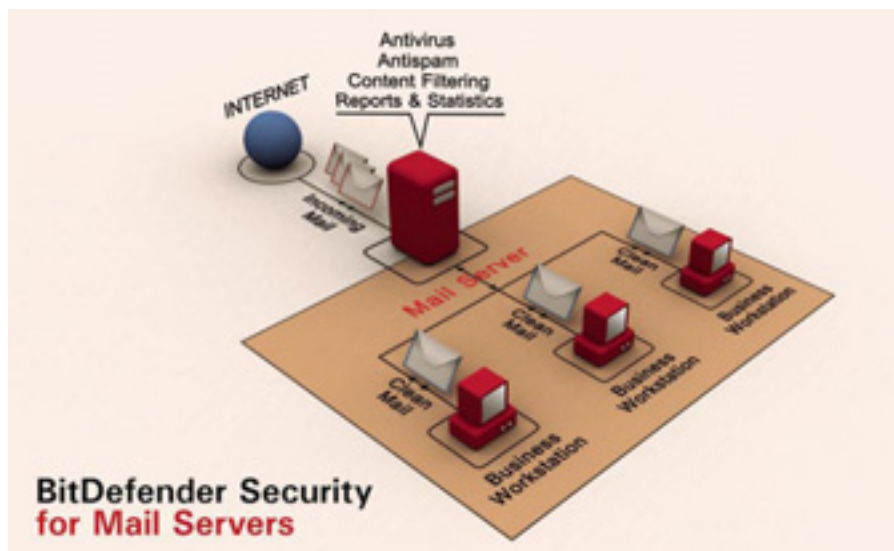 Antivirus
Antispam
Content Filtering
Reports & Statistics
INTERNET
Incoming
Mail
Mail Server
Clean
Mail
Business
Workstation
Clean
Mail
Business
Workstation
Clean
Mail
Business
Workstation
BitDefender Security
for Mail Servers